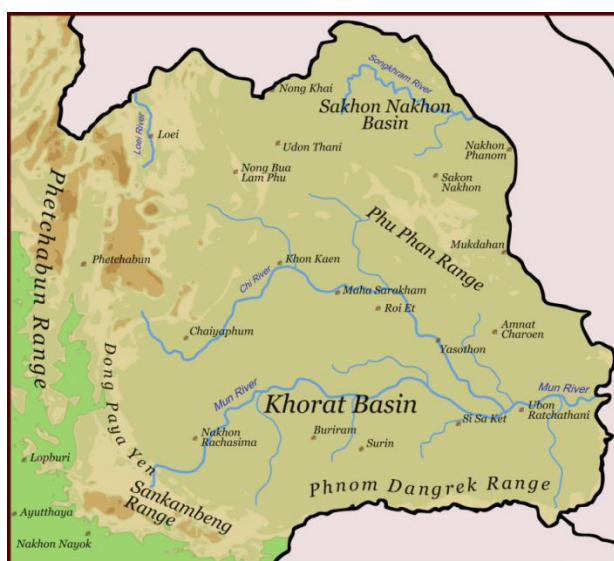 Nong Khai
Songkhram River
Sakhon Nakhon
Basin
Loei River
Loei
Udon Thani
Nakhon
Phanom
Nong Bua
Lam Phu
Sakon
Nakhon
Phetchabun Range
Phu Phan Range
Mukdahan
Phetchabun
Khon Kaen
Chi River
Maha Sarakham
Roi Et
Chaiyaphum
Yasothon
Amnat
Charoen
Dong Paya Yen
Mun River
Khorat Basin
Mun River
Ubon
Ratchathani
Si Sa Ket
Nakhon
Rachasima
Buriram
Surin
Lopburi
Sankambeng
Range
Phnom Dangrek Range
Ayutthaya
Nakhon Nayok